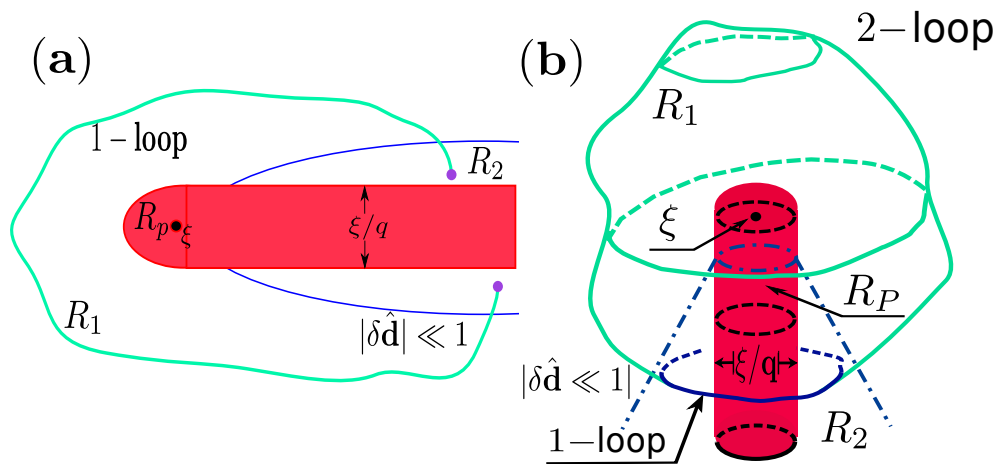 (a)
1 – loop
R_2
R_p
ξ
ξ/q
R_1
|δd̂| ≪ 1
(b)
2−loop
R_1
ξ
R_P
ξ/q
|δd̂ ≪ 1|
1−loop
R_2